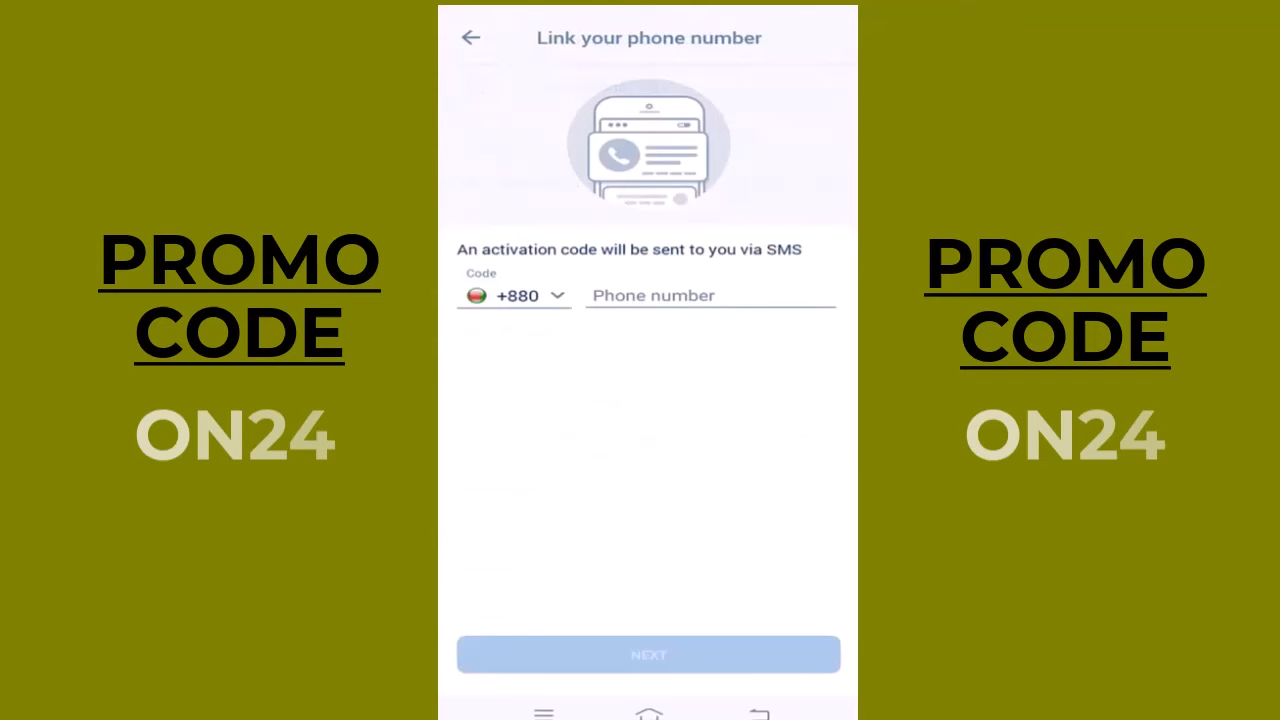 PROMO
CODE
ON24
Link your phone number
An activation code will be sent to you via SMS
Code
+880
Phone number
NEXT
PROMO
CODE
ON24